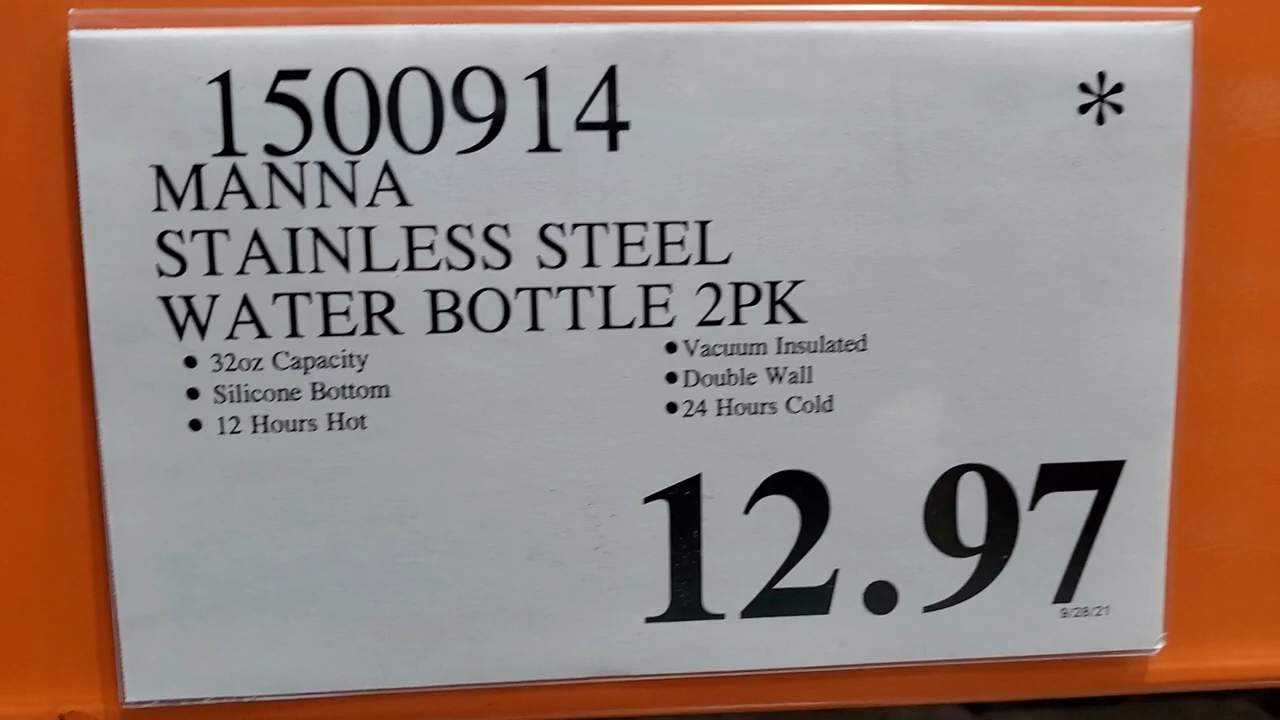 1500914
*
MANNA
STAINLESS STEEL
WATER BOTTLE 2PK
• 32oz Capacity
• Silicone Bottom
• 12 Hours Hot
• Vacuum Insulated
• Double Wall
• 24 Hours Cold
12.97
9/28/21